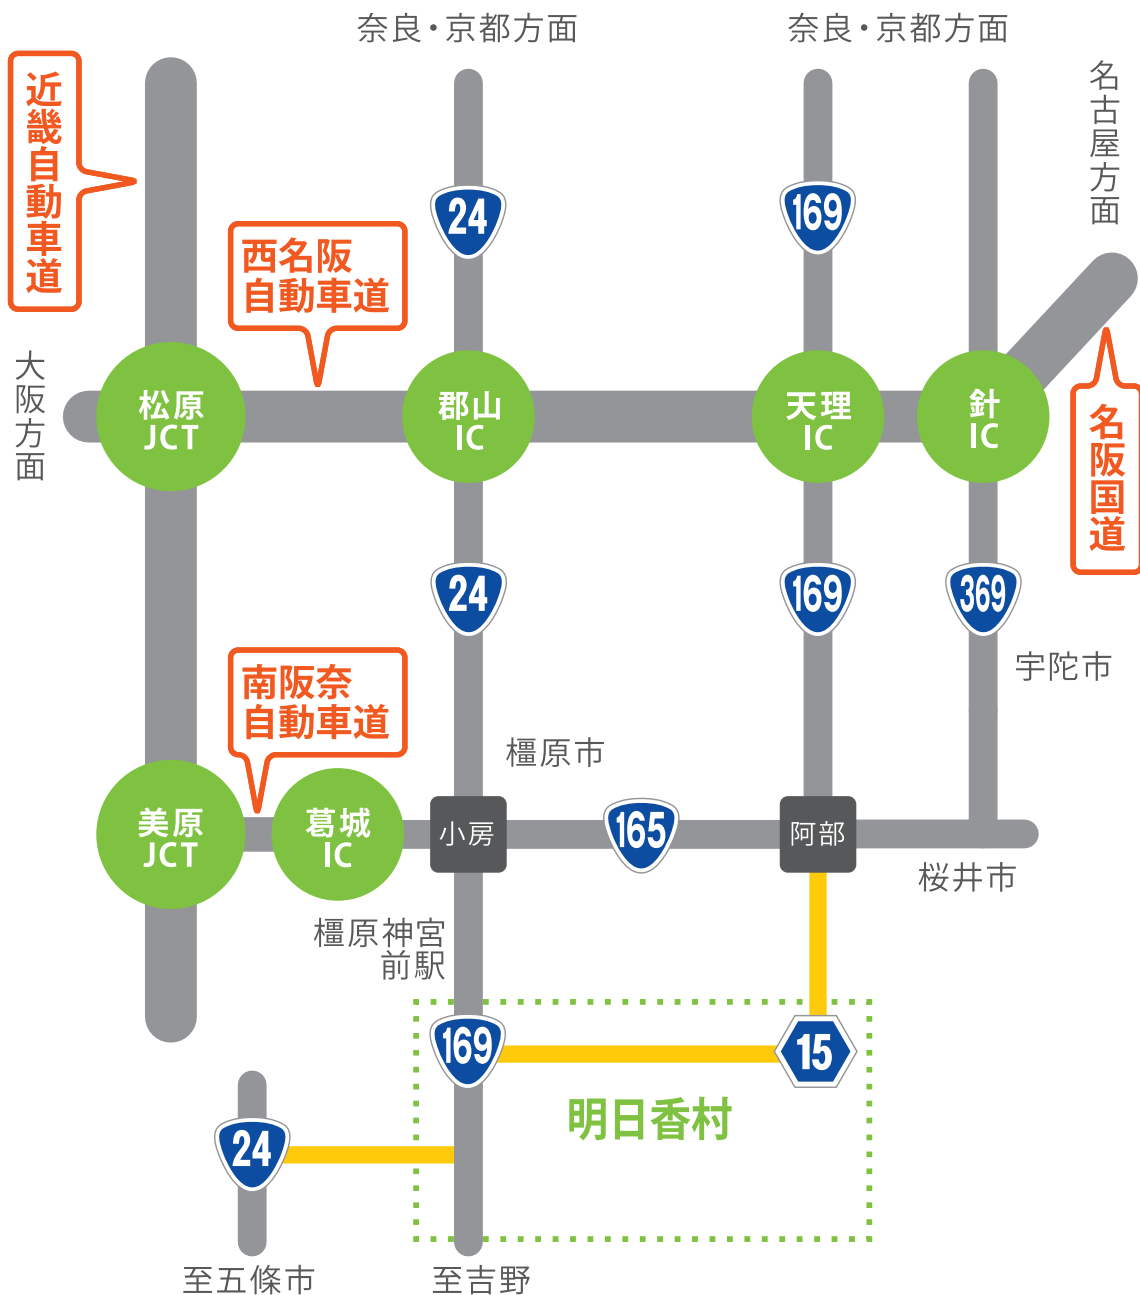 奈良・京都方面
奈良・京都方面
名古屋方面
近畿自動車道
24
169
西名阪
自動車道
大阪方面
松原
JCT
郡山
IC
天理
IC
針
IC
名阪国道
24
169
369
宇陀市
南阪奈
自動車道
橿原市
美原
JCT
葛城
IC
小房
165
阿部
桜井市
橿原神宮
前駅
169
15
明日香村
24
至五條市
至吉野